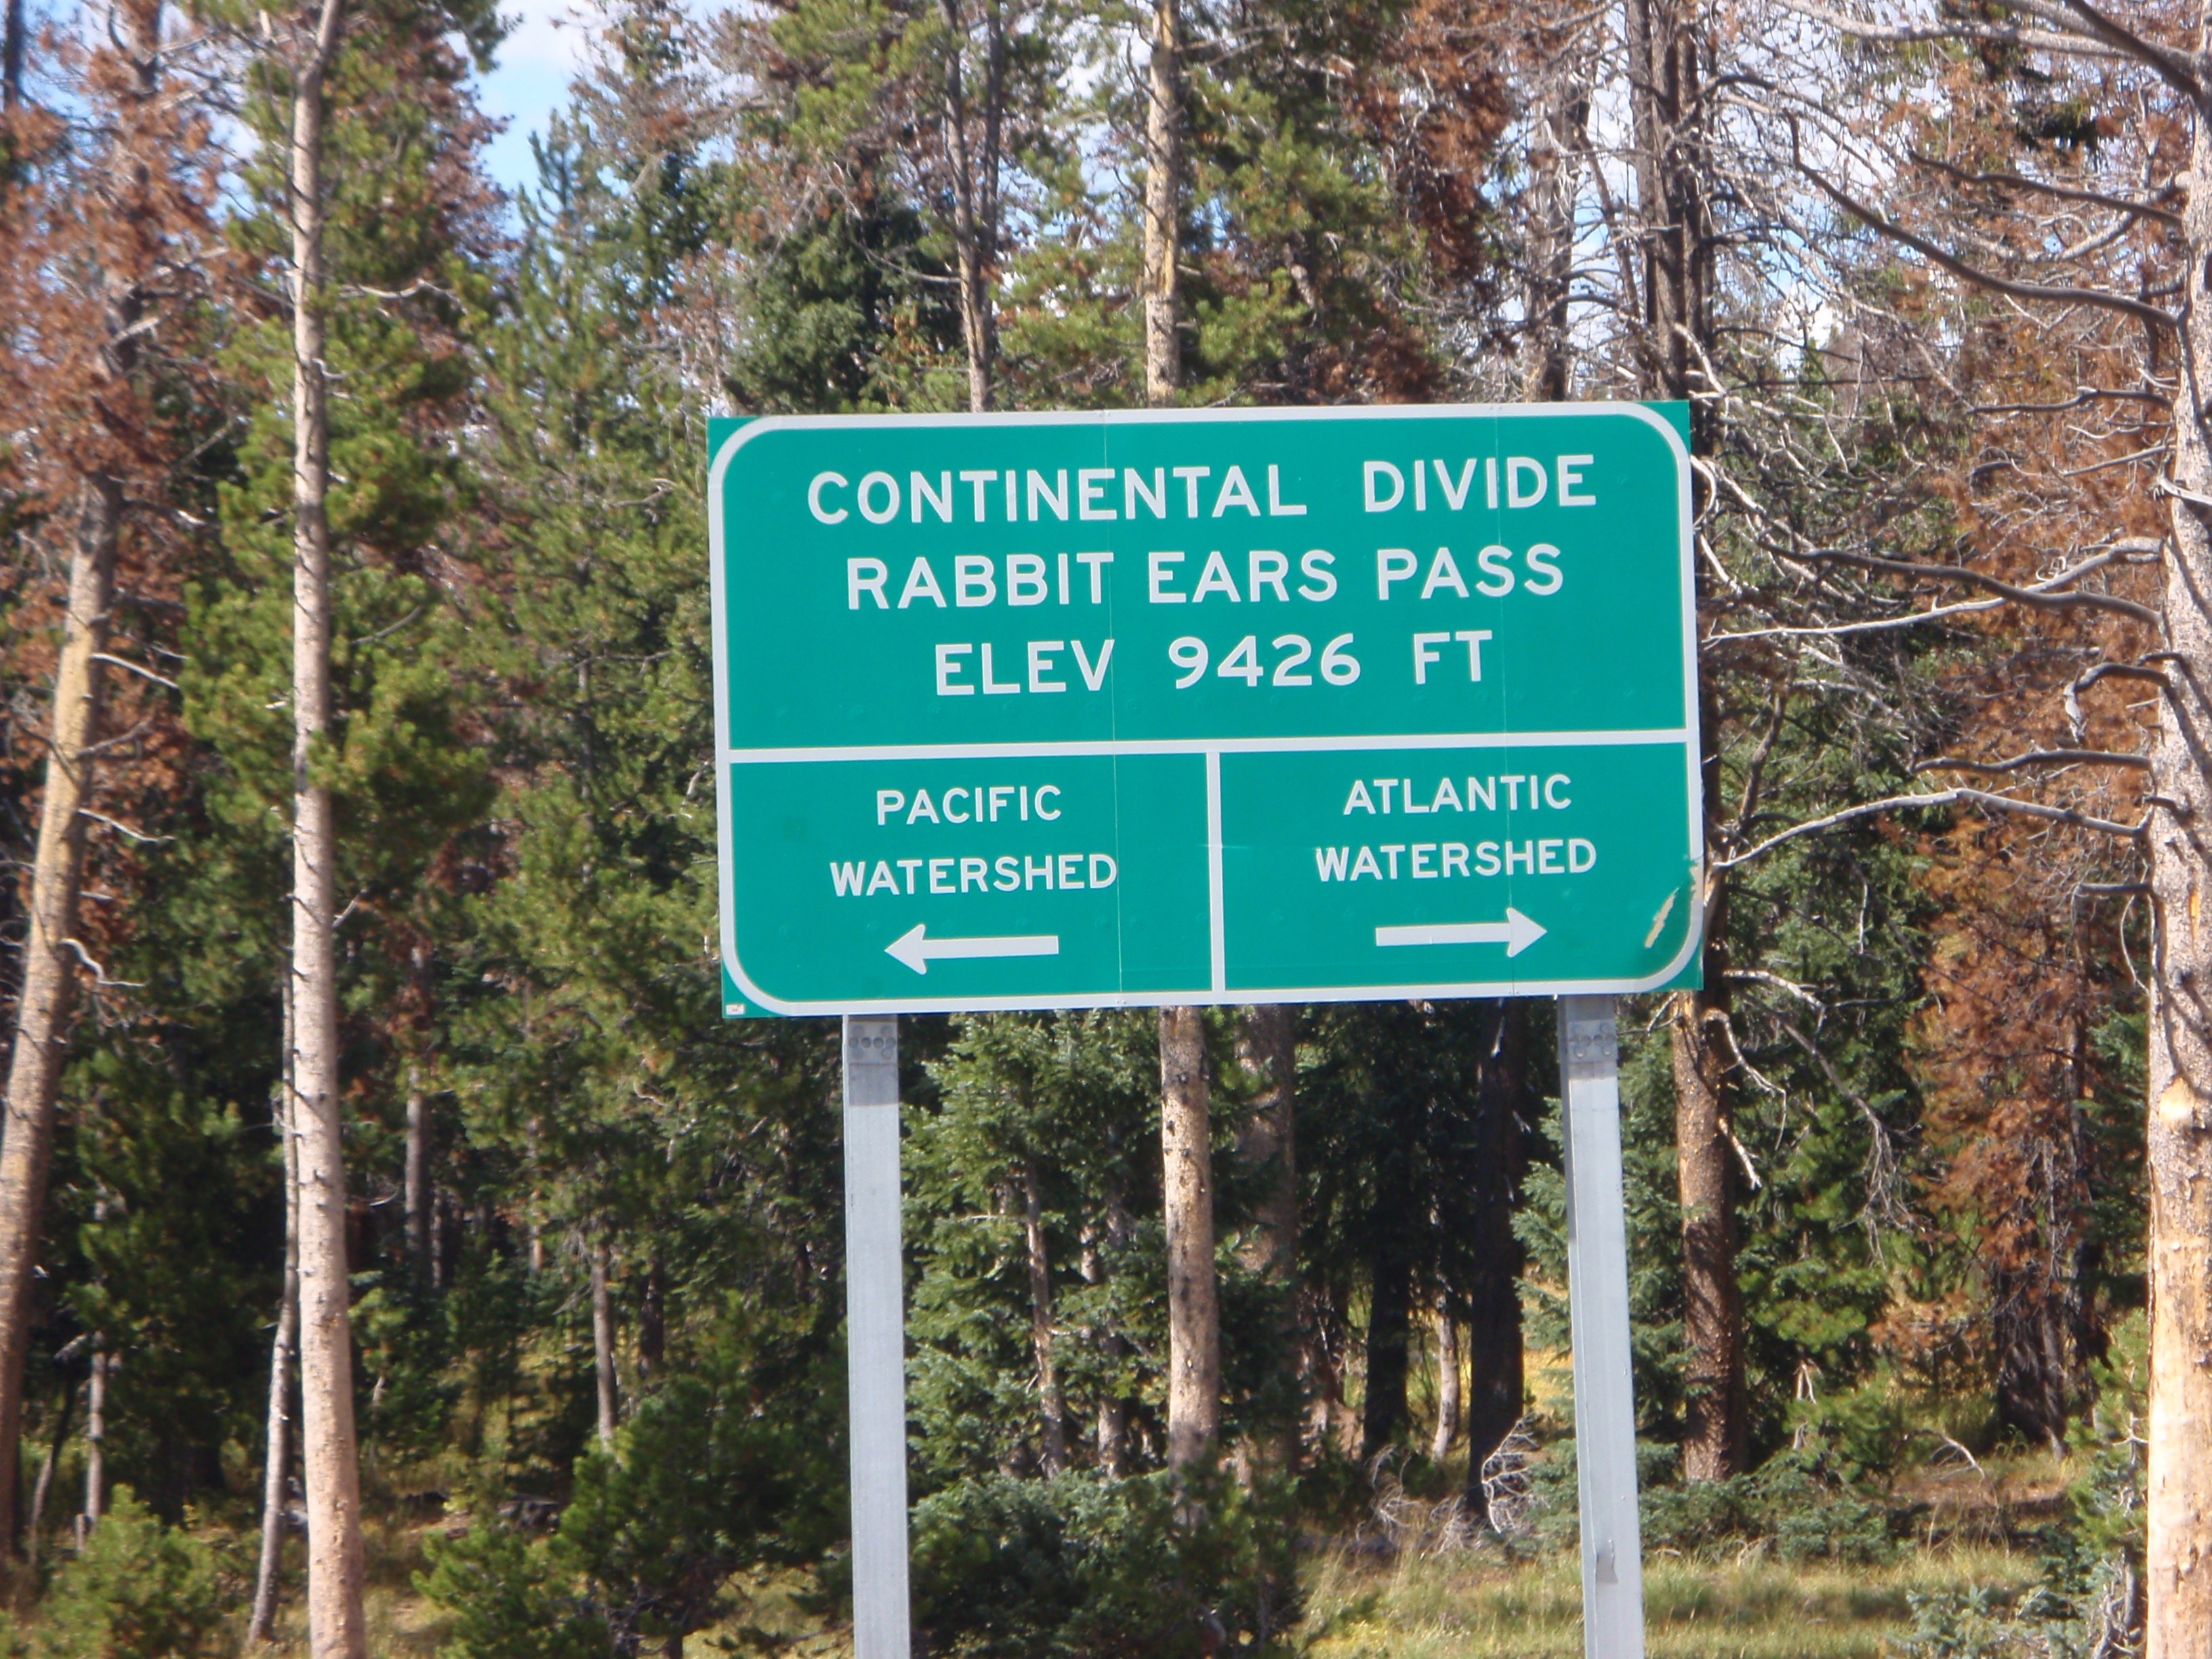 CONTINENTAL DIVIDE
RABBIT EARS PASS
ELEV 9426 FT
PACIFIC
WATERSHED
ATLANTIC
WATERSHED